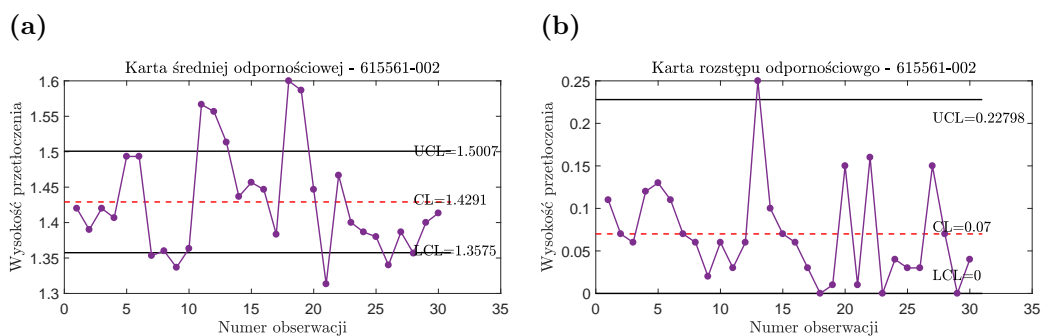 (a)
Karta średniej odpornościowej - 615561-002
Wysokość przetłoczenia
1.6
1.55
1.5
1.45
1.4
1.35
1.3
UCL=1.5007
CL=1.4291
LCL=1.3575
0 5 10 15 20 25 30 35
Numer obserwacji
(b)
Karta rozstępu odpornościowgo - 615561-002
Wysokość przetłoczenia
0.25
0.2
0.15
0.1
0.05
0
UCL=0.22798
CL=0.07
LCL=0
0 5 10 15 20 25 30 35
Numer obserwacji